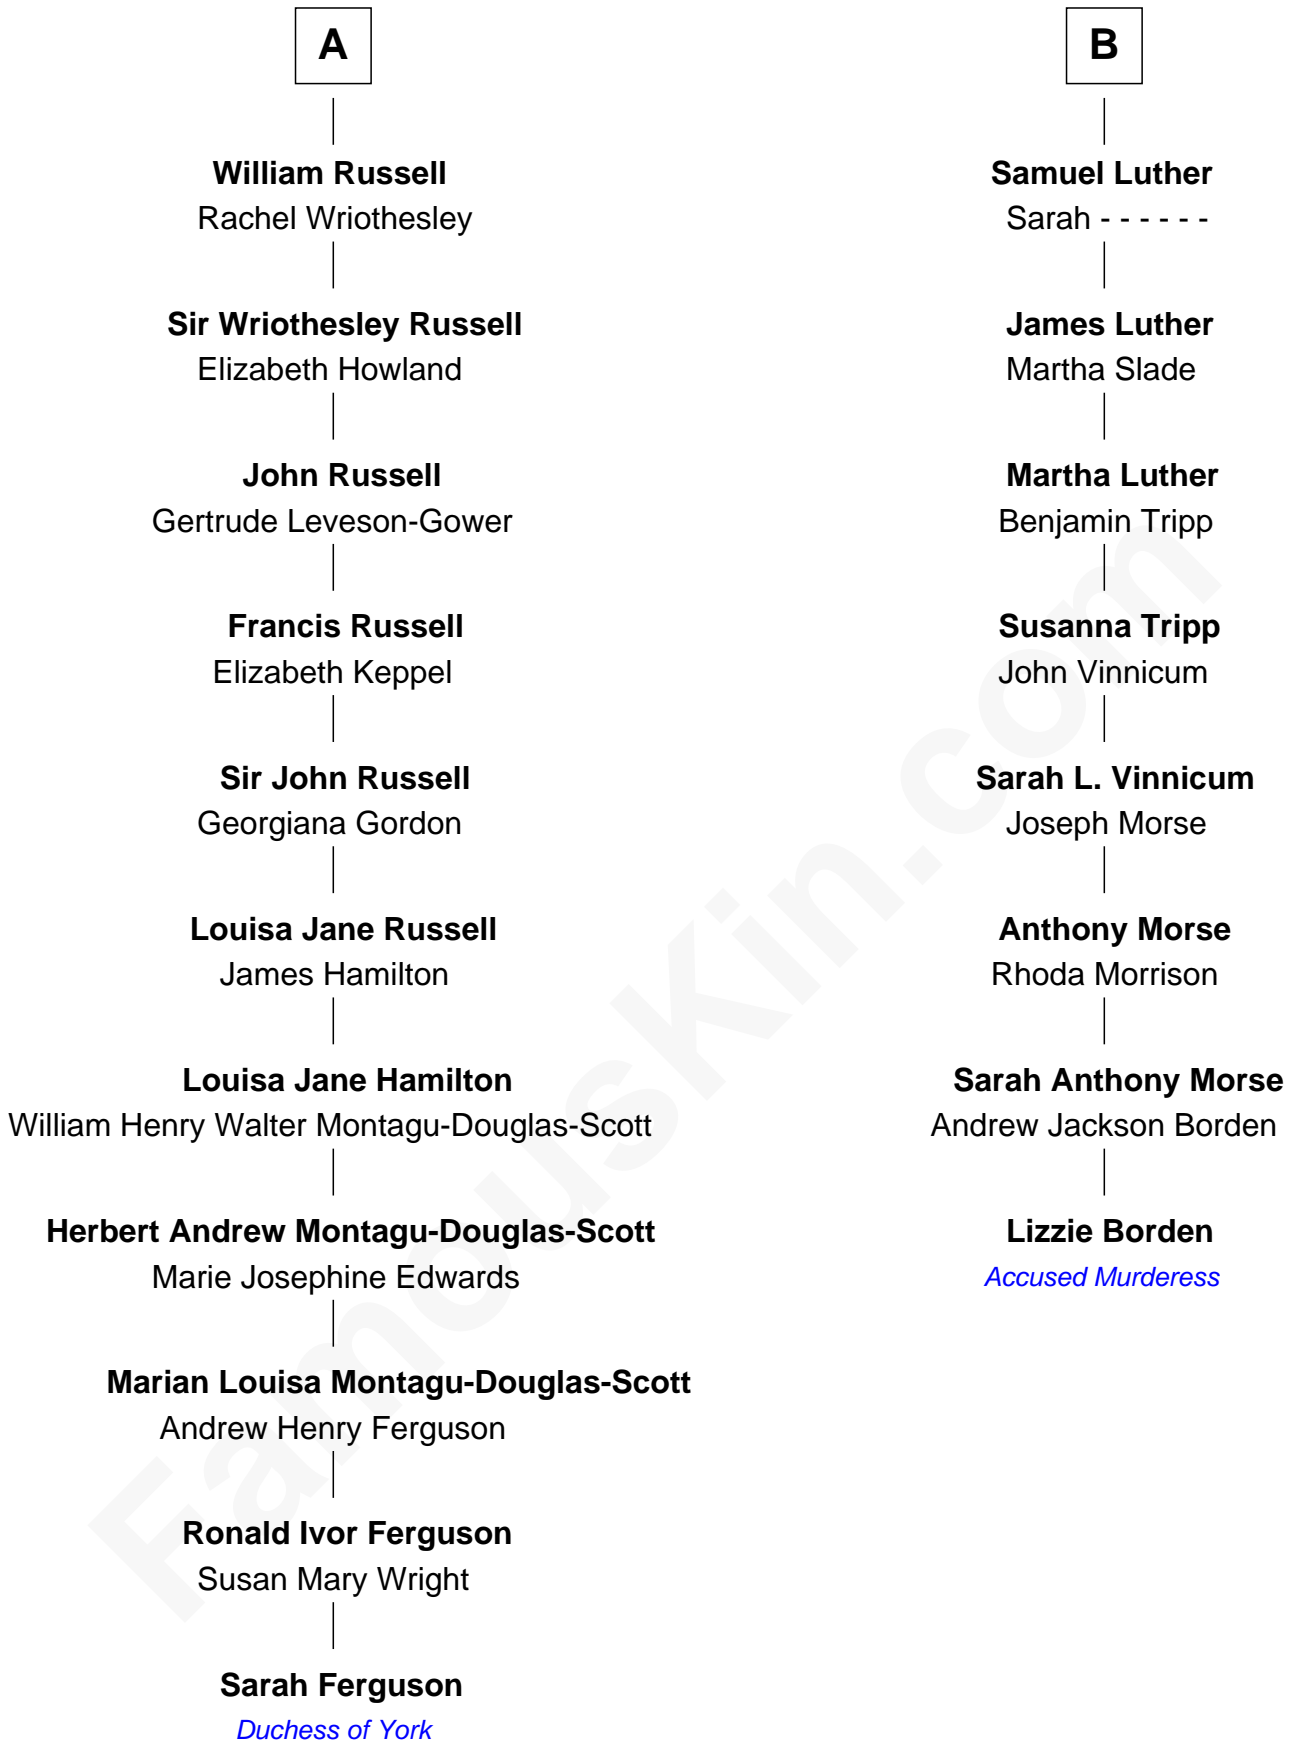 A
William Russell
Rachel Wriothesley
Sir Wriothesley Russell
Elizabeth Howland
John Russell
Gertrude Leveson-Gower
Francis Russell
Elizabeth Keppel
Sir John Russell
Georgiana Gordon
Louisa Jane Russell
James Hamilton
Louisa Jane Hamilton
William Henry Walter Montagu-Douglas-Scott
Herbert Andrew Montagu-Douglas-Scott
Marie Josephine Edwards
Marian Louisa Montagu-Douglas-Scott
Andrew Henry Ferguson
Ronald Ivor Ferguson
Susan Mary Wright
Sarah Ferguson
Duchess of York
B
Samuel Luther
Sarah - - - - - -
James Luther
Martha Slade
Martha Luther
Benjamin Tripp
Susanna Tripp
John Vinnicum
Sarah L. Vinnicum
Joseph Morse
Anthony Morse
Rhoda Morrison
Sarah Anthony Morse
Andrew Jackson Borden
Lizzie Borden
Accused Murderess
FamousKin.com